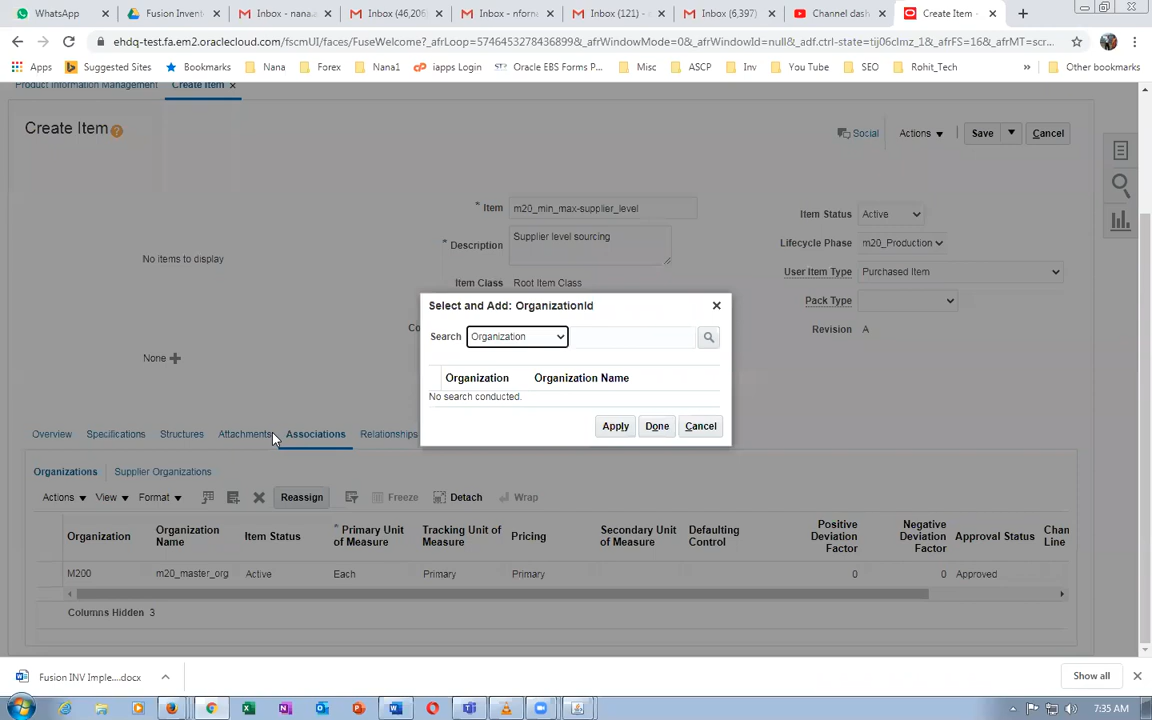 WhatsApp
Fusion Invent
Inbox - nana.a
Inbox (46,206
Inbox - nforn
Inbox (121) -
Inbox (6,397)
Channel dash
Create Item -
ehdq-test.fa.em2.oraclecloud.com/fscmUI/faces/FuseWelcome?_afrLoop=57464532784368​99&_afrWindowMode=0&_afrWindowId=null&_adf.ctrl-state=tij06clmz_1&_afrFS=16&_afrMT=scr...
Apps
Suggested Sites
Bookmarks
Nana
Forex
Nana1
iapps Login
Oracle EBS Forms P...
Misc
ASCP
Inv
You Tube
SEO
Rohit_Tech
»
Other bookmarks
Product Information Management
Create Item
Create Item
Social
Actions
Save
Cancel
* Item m20_min_max-supplier_level
* Description Supplier level sourcing
Item Class Root Item Class
Item Status Active
Lifecycle Phase m20_Production
User Item Type Purchased Item
Pack Type
Revision A
No items to display
None
Co
Select and Add: OrganizationId
Search Organization
Organization Organization Name
No search conducted.
Apply Done Cancel
Overview Specifications Structures Attachments Associations Relationships
Organizations Supplier Organizations
Actions View Format Reassign Freeze Detach Wrap
Organization
Organization Name
Item Status
* Primary Unit of Measure
Tracking Unit of Measure
Pricing
Secondary Unit of Measure
Defaulting Control
Positive Deviation Factor
Negative Deviation Factor
Approval Status
Chan Line
M200 m20_master_org Active Each Primary Primary 0 0 Approved
Columns Hidden 3
Fusion INV Imple....docx
Show all
7:35 AM